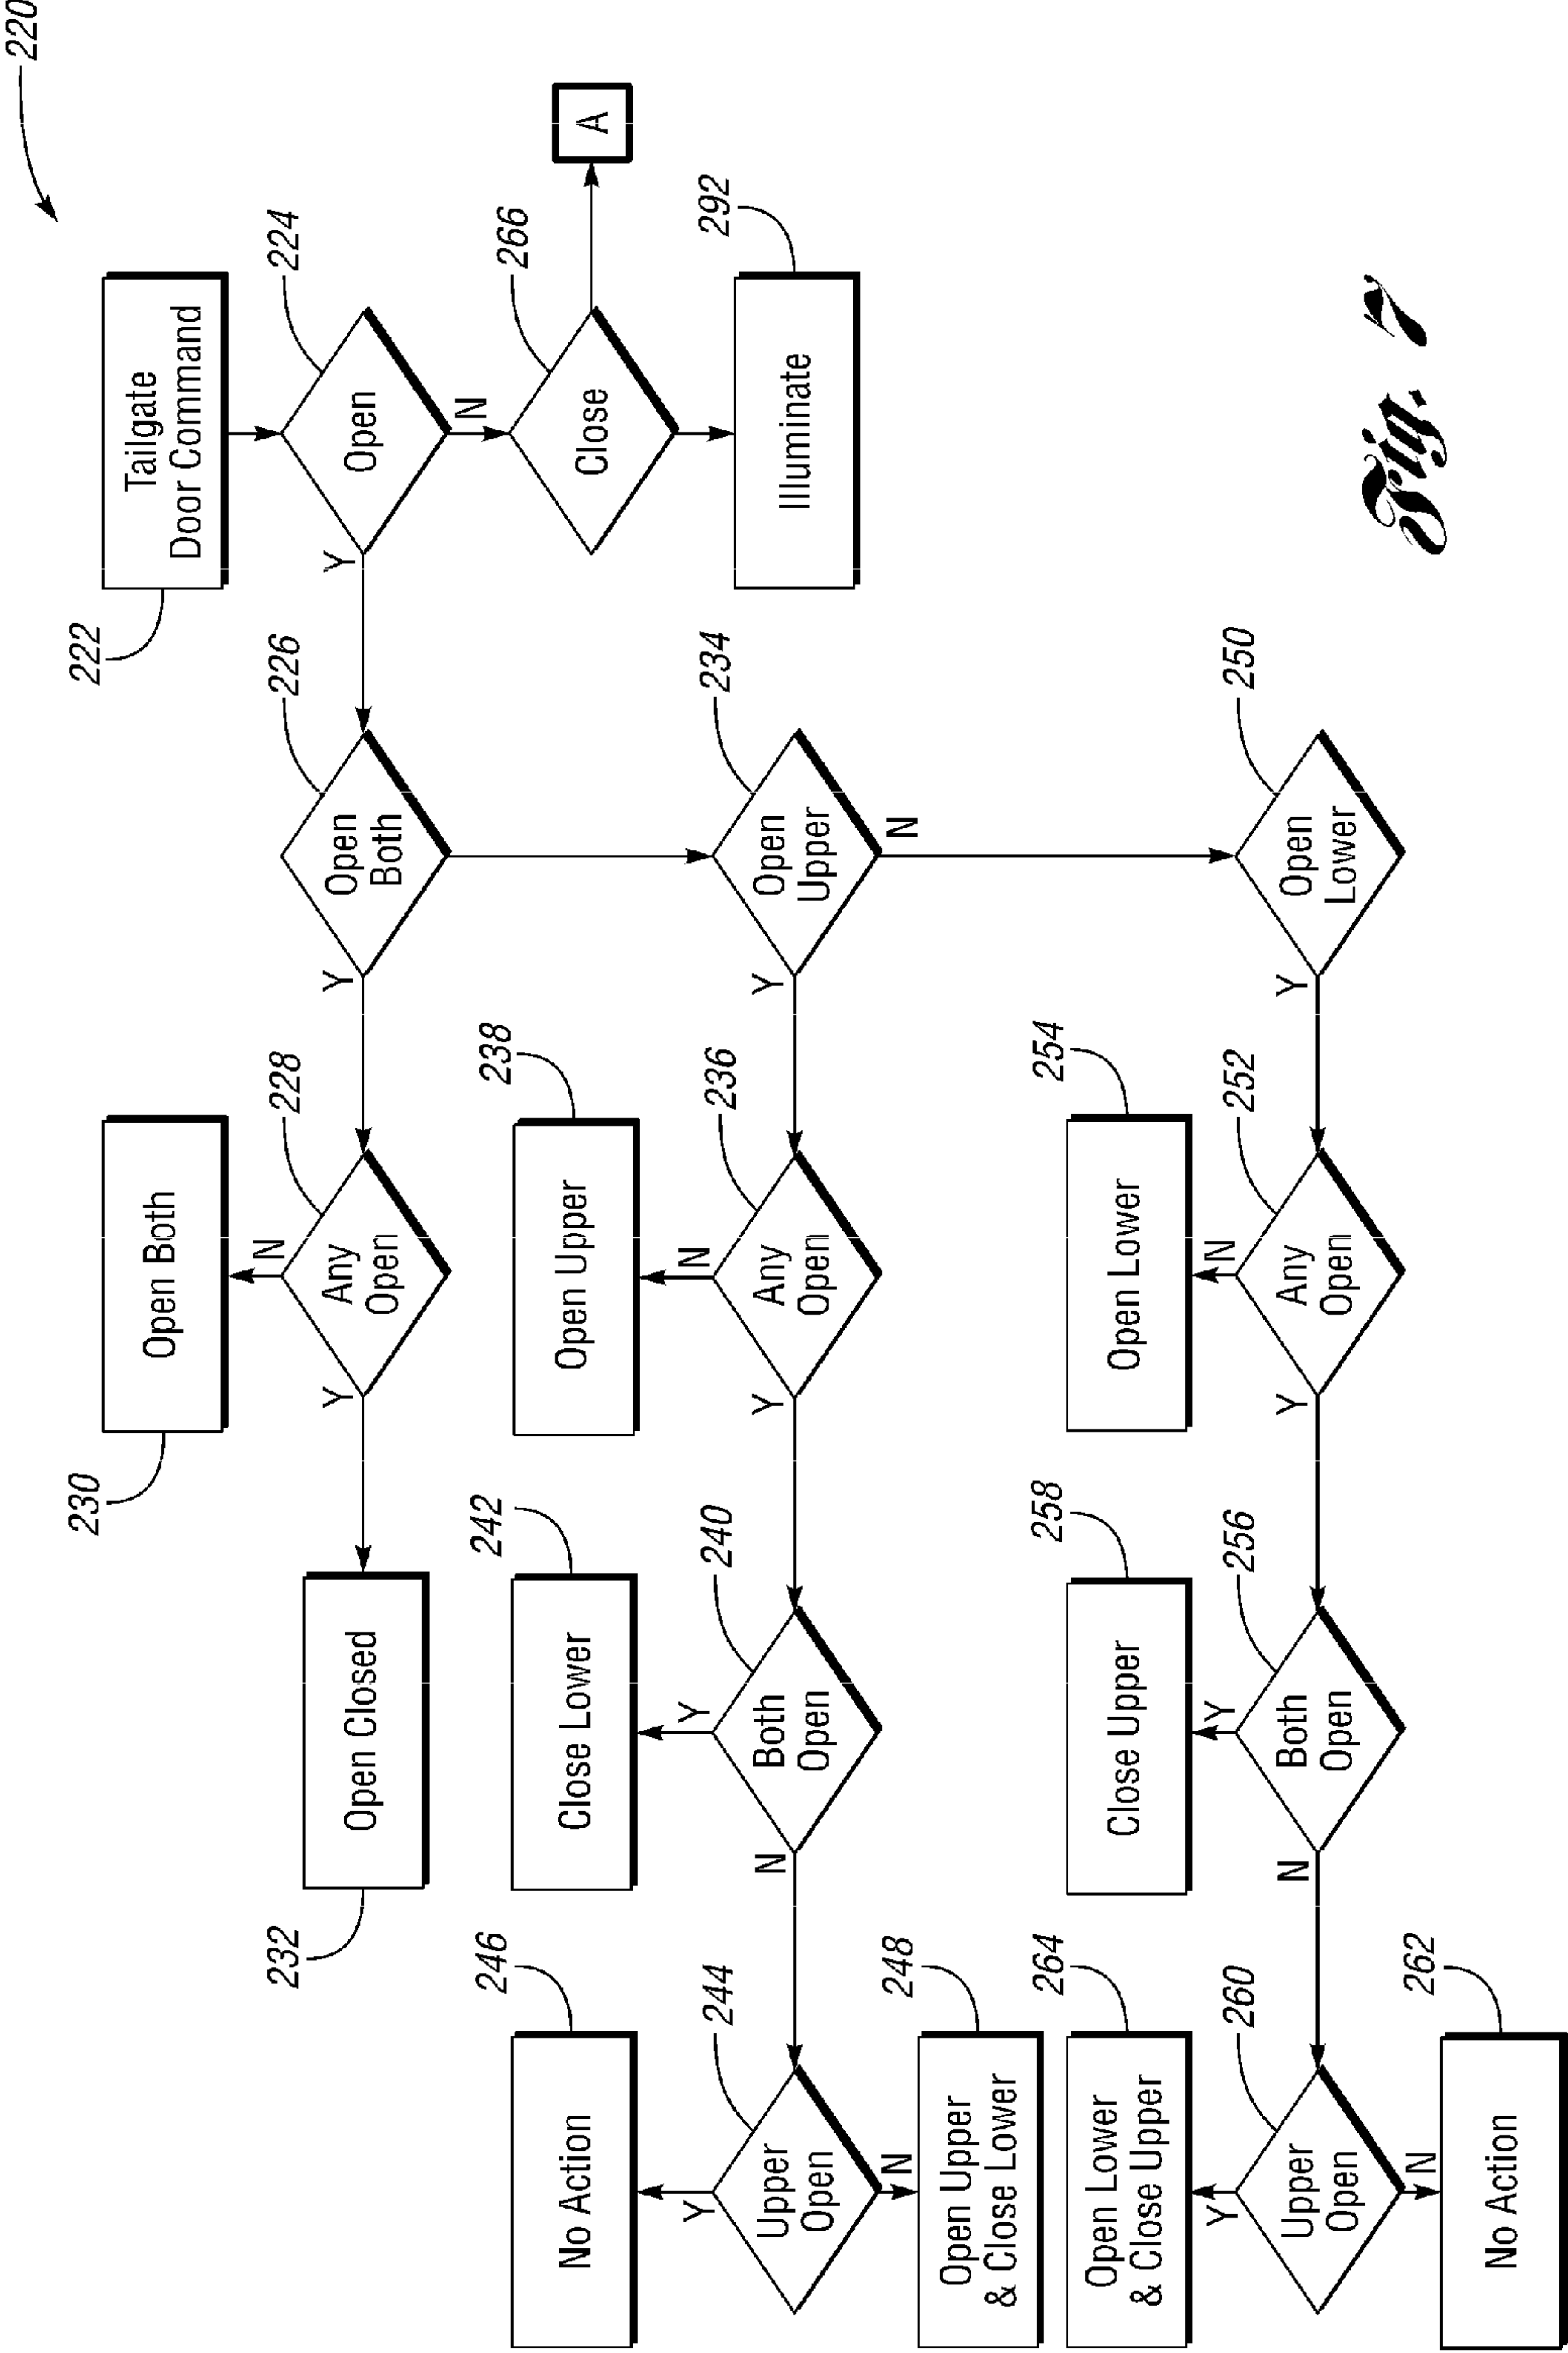 220
222
Tailgate
Door Command
224
Open
Y
N
266
Close
A
292
Illuminate
226
Open
Both
Y
228
Any
Open
N
Y
230
Open Both
232
Open Closed
234
Open
Upper
Y
N
236
Any
Open
N
Y
238
Open Upper
240
Both
Open
Y
N
242
Close Lower
244
Upper
Open
Y
N
246
No Action
248
Open Upper
& Close Lower
250
Open
Lower
Y
252
Any
Open
N
Y
254
Open Lower
256
Both
Open
Y
N
258
Close Upper
260
Upper
Open
Y
N
264
Open Lower
& Close Upper
262
No Action
Fig. 7